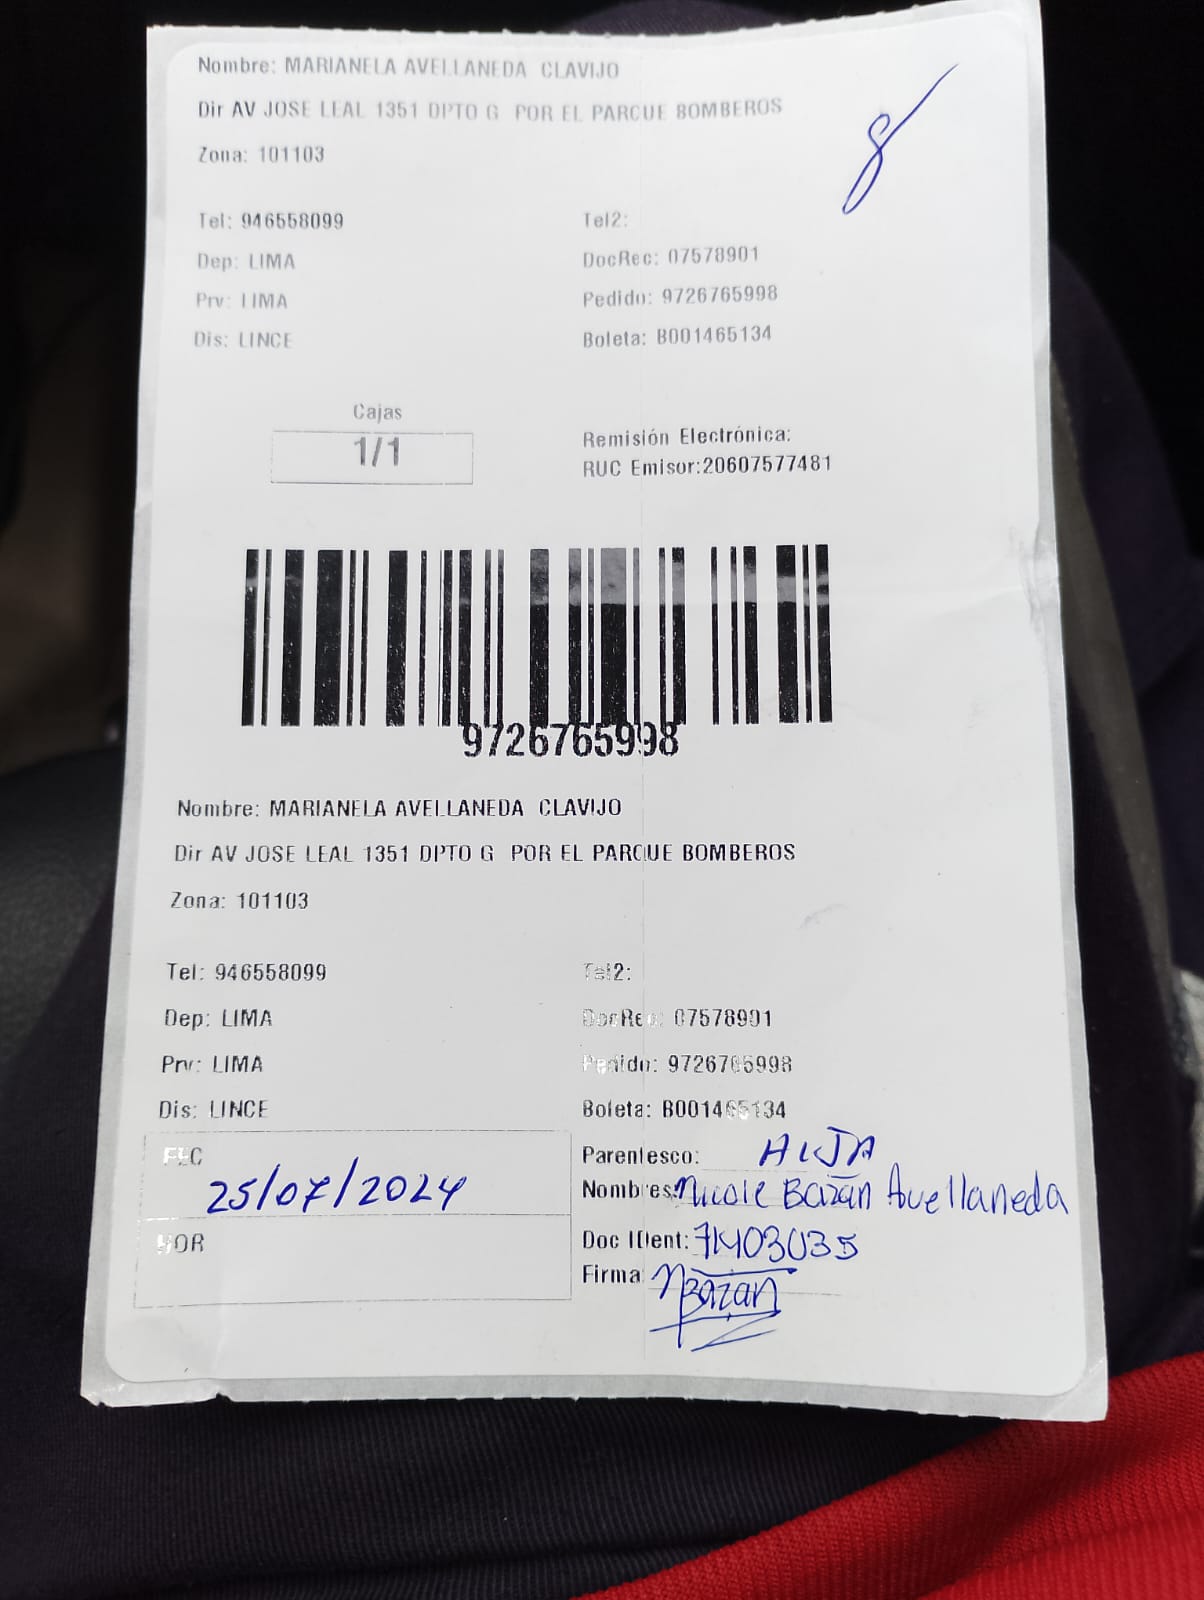 Nombre: MARIANELA AVELLANEDA CLAVIJO
Dir AV JOSE LEAL 1351 DPTO G POR EL PARQUE BOMBEROS
8
Zona: 101103
Tel: 946558099 Tel2:
Dep: LIMA DocRec: 07578901
Prv: LIMA Pedido: 9726765998
Dis: LINCE Boleta: B001465134
Cajas
1/1
Remisión Electrónica:
RUC Emisor:20607577481
9726765998
Nombre: MARIANELA AVELLANEDA CLAVIJO
Dir AV JOSE LEAL 1351 DPTO G POR EL PARQUE BOMBEROS
Zona: 101103
Tel: 946558099 Tel2:
Dep: LIMA DocRec: 07578901
Prv: LIMA Pedido: 9726765998
Dis: LINCE Boleta: B001465134
FEC Parentesco: HIJA
25/07/2024 Nombres: Nicole Bazán Avellaneda
HOR Doc IDent: 71403035
Firma NBazan